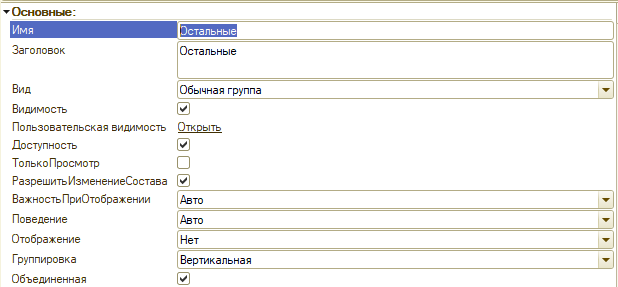 Основные:
Имя Остальные
Заголовок Остальные
Вид Обычная группа
Видимость
Пользовательская видимость Открыть
Доступность
ТолькоПросмотр
РазрешитьИзменениеСостава
ВажностьПриОтображении Авто
Поведение Авто
Отображение Нет
Группировка Вертикальная
Объединенная